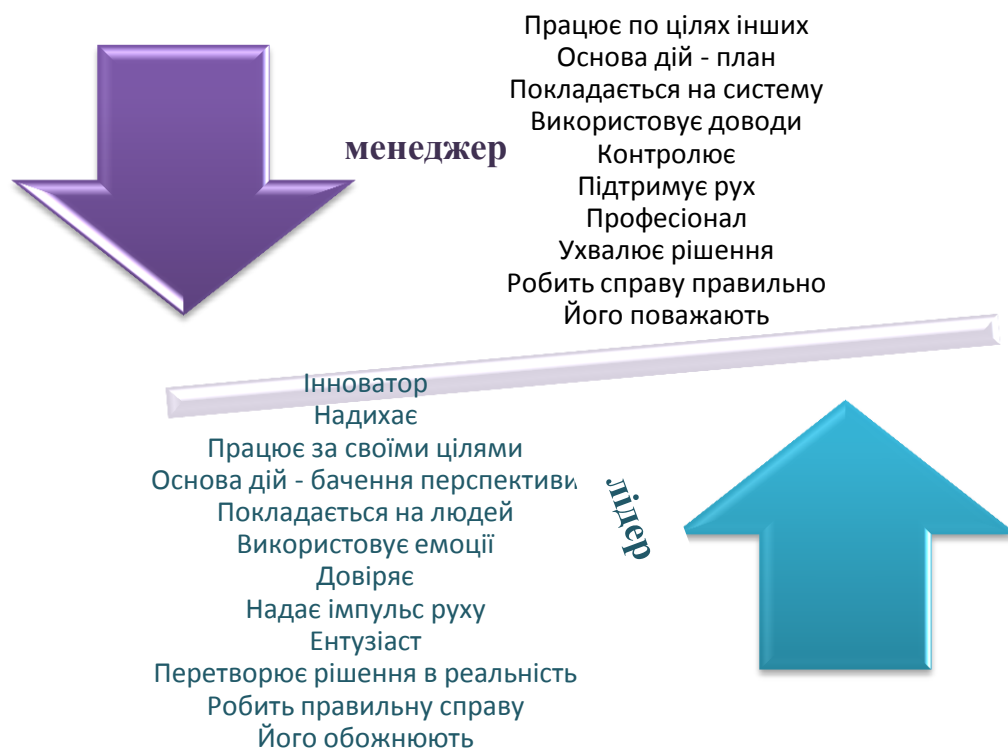 Працює по цілях інших
Основа дій - план
Покладається на систему
Використовує доводи
менеджер
Контролює
Підтримує рух
Професіонал
Ухвалює рішення
Робить справу правильно
Його поважають
Інноватор
Надихає
Працює за своїми цілями
Основа дій - бачення перспективи
Покладається на людей
Використовує емоції
Довіряє
Надає імпульс руху
Ентузіаст
Перетворює рішення в реальність
Робить правильну справу
Його обожнюють
лідер